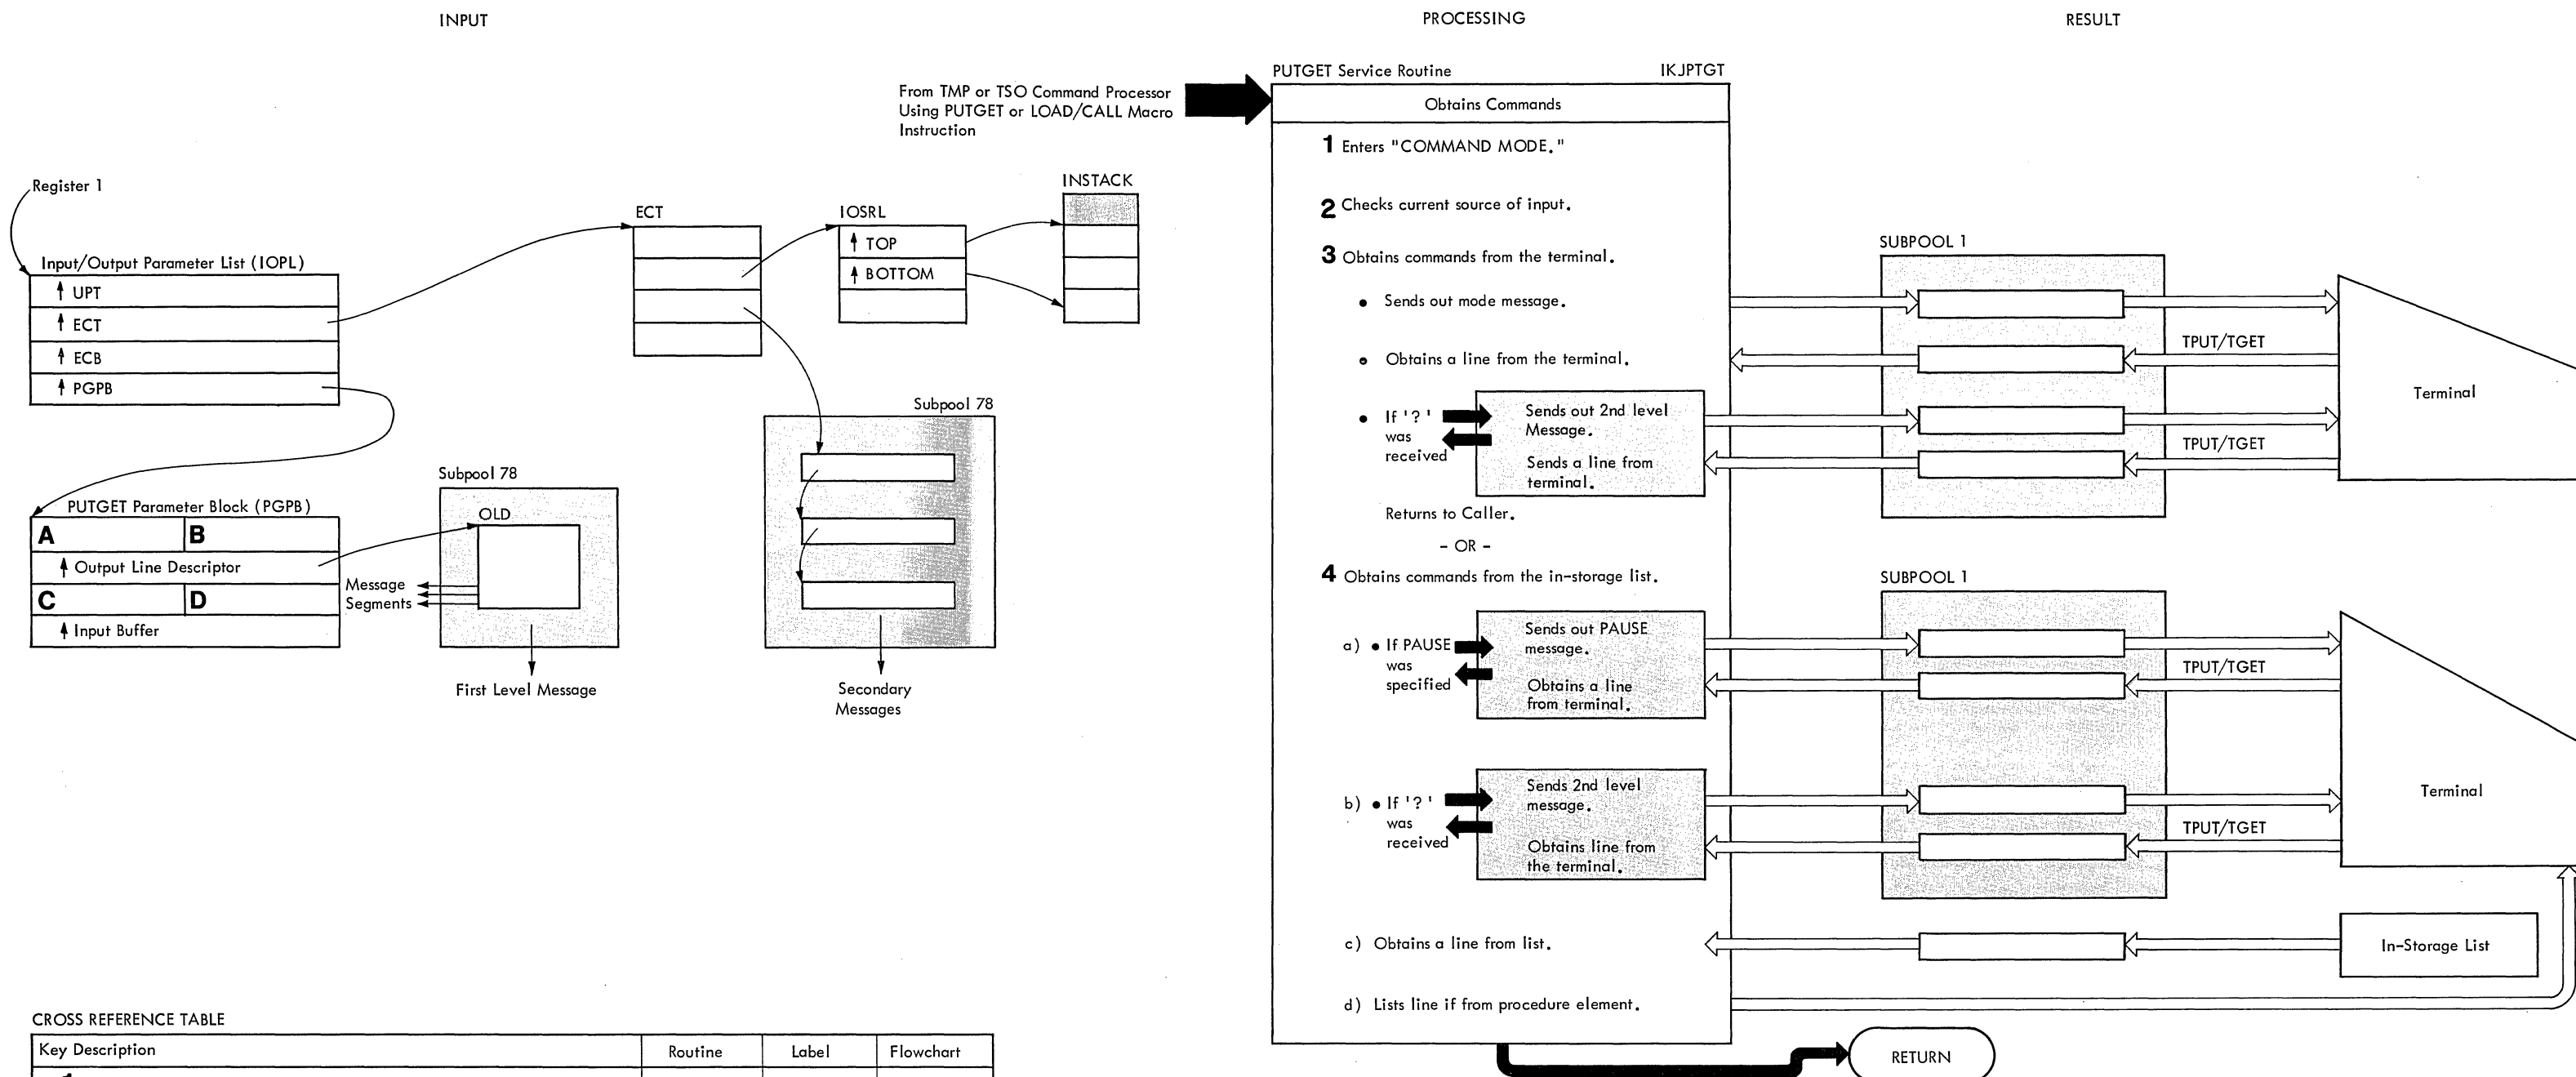 INPUT
PROCESSING
RESULT
From TMP or TSO Command Processor
Using PUTGET or LOAD/CALL Macro
Instruction
Register 1
Input/Output Parameter List (IOPL)
↑ UPT
↑ ECT
↑ ECB
↑ PGPB
ECT
IOSRL
↑ TOP
↑ BOTTOM
INSTACK
PUTGET Parameter Block (PGPB)
A
B
↑ Output Line Descriptor
C
D
↑ Input Buffer
Subpool 78
OLD
Message
Segments
First Level Message
Subpool 78
Secondary
Messages
CROSS REFERENCE TABLE
Key Description
Routine
Label
Flowchart
1
PUTGET Service Routine
IKJPTGT
Obtains Commands
1 Enters "COMMAND MODE."
2 Checks current source of input.
3 Obtains commands from the terminal.
• Sends out mode message.
• Obtains a line from the terminal.
• If '?'
was
received
Sends out 2nd level
Message.
Sends a line from
terminal.
Returns to Caller.
- OR -
4 Obtains commands from the in-storage list.
a) • If PAUSE
was
specified
Sends out PAUSE
message.
Obtains a line
from terminal.
b) • If '?'
was
received
Sends 2nd level
message.
Obtains line from
the terminal.
c) Obtains a line from list.
d) Lists line if from procedure element.
SUBPOOL 1
TPUT/TGET
TPUT/TGET
Terminal
SUBPOOL 1
TPUT/TGET
TPUT/TGET
Terminal
In-Storage List
RETURN